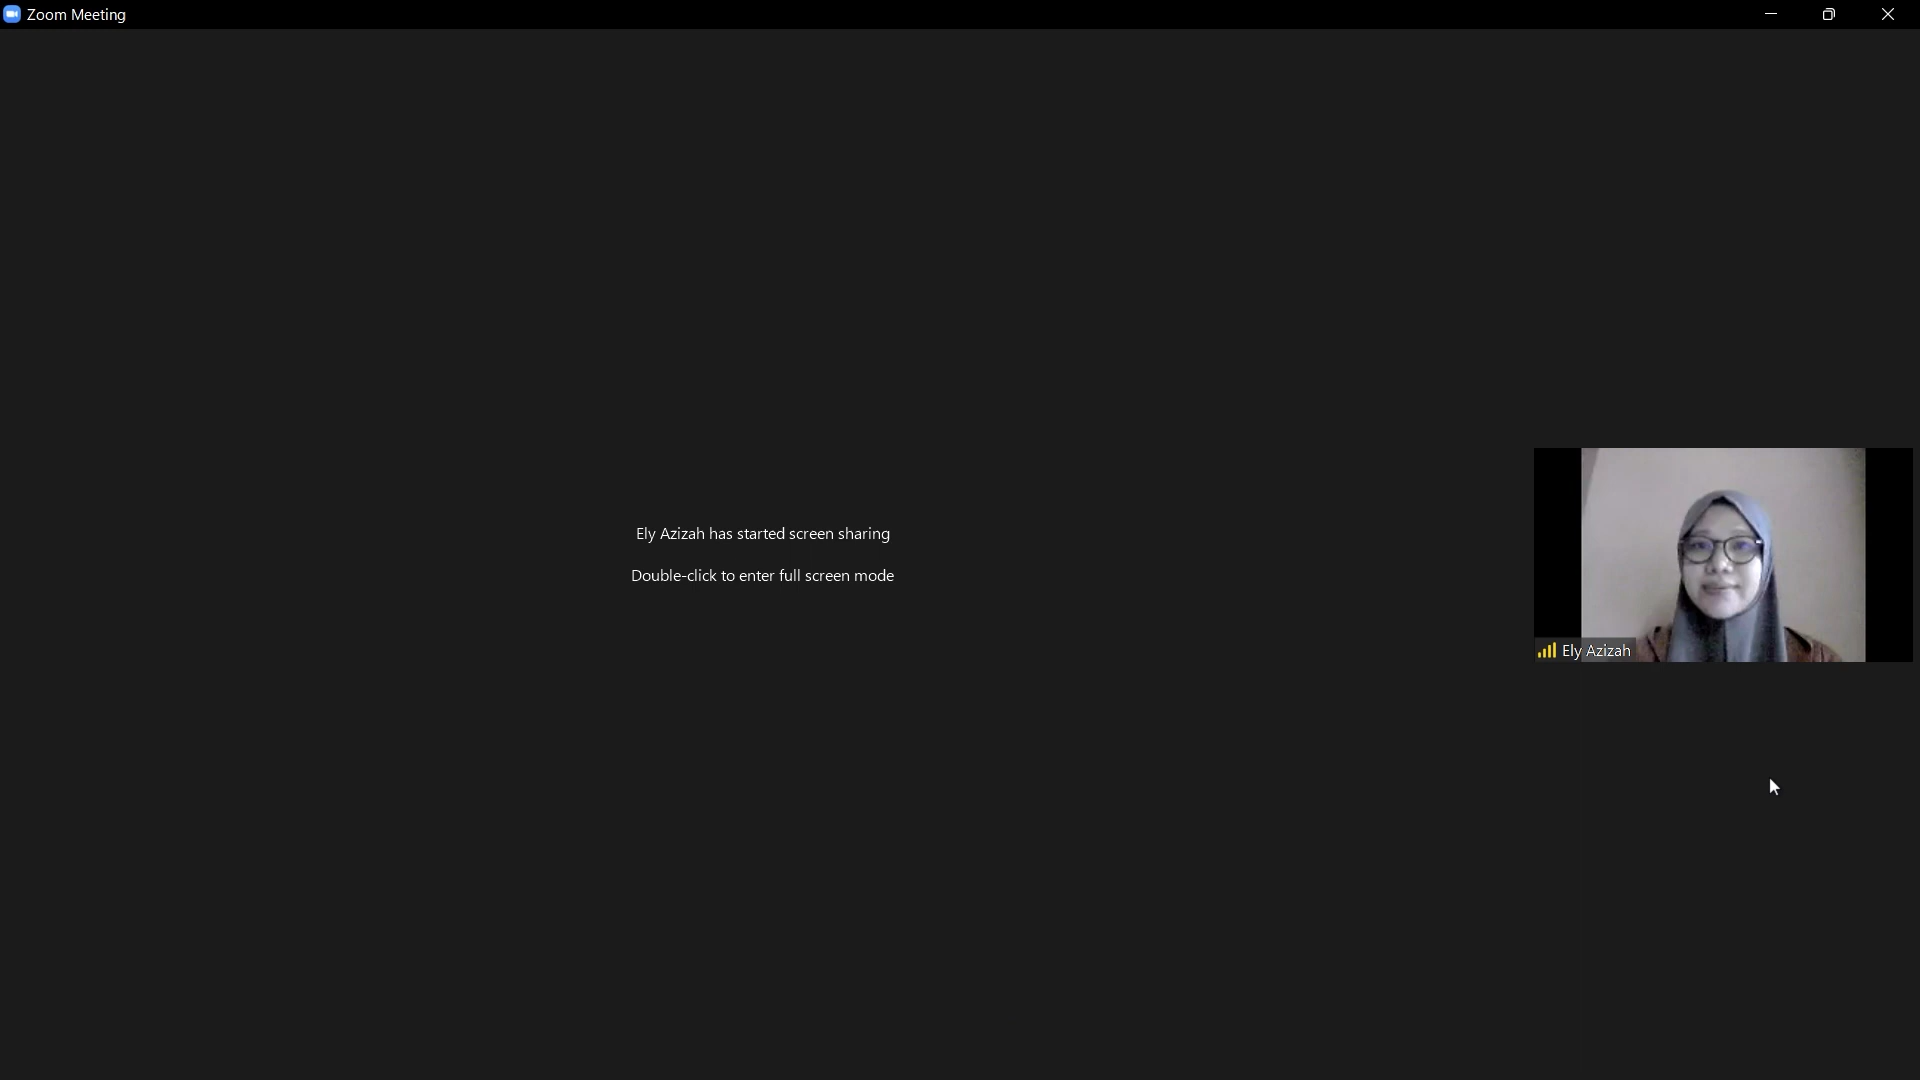 Zoom Meeting
Ely Azizah has started screen sharing
Double-click to enter full screen mode
Ely Azizah